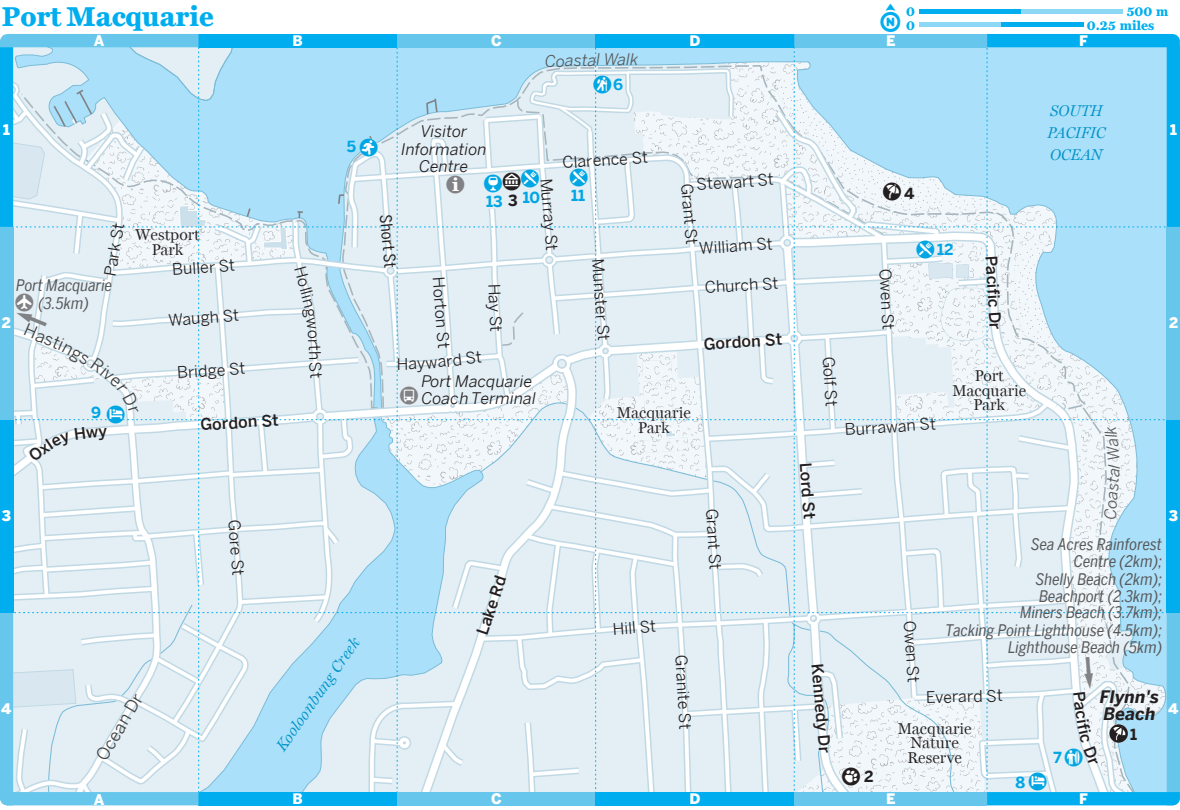 Port Macquarie
N
0 500 m
0 0.25 miles
A B C D E F
Coastal Walk
6
1
SOUTH
PACIFIC
OCEAN
1
Visitor
Information
Centre
5
Clarence St
Stewart St
4
13 3 10
11
Murray St
Grant St
Short St
Park St
Westport
Park
William St
12
Buller St
Port Macquarie
(3.5km)
Hollingworth St
Horton St
Hay St
Munster St
Church St
Owen St
Pacific Dr
2
Waugh St
2
Hastings River Dr
Gordon St
Hayward St
Bridge St
Golf St
Port
Macquarie
Park
Port Macquarie
Coach Terminal
9
Gordon St
Macquarie
Park
Burrawan St
Oxley Hwy
Coastal Walk
Lord St
3
3
Gore St
Grant St
Sea Acres Rainforest
Centre (2km);
Shelly Beach (2km);
Beachport (2.3km);
Miners Beach (3.7km);
Tacking Point Lighthouse (4.5km);
Lighthouse Beach (5km)
Lake Rd
Hill St
Owen St
Kooloonbung Creek
Granite St
Kennedy Dr
Everard St
Pacific Dr
Flynn's
Beach
1
4
4
Ocean Dr
Macquarie
Nature
Reserve
7
2
8
A B C D E F